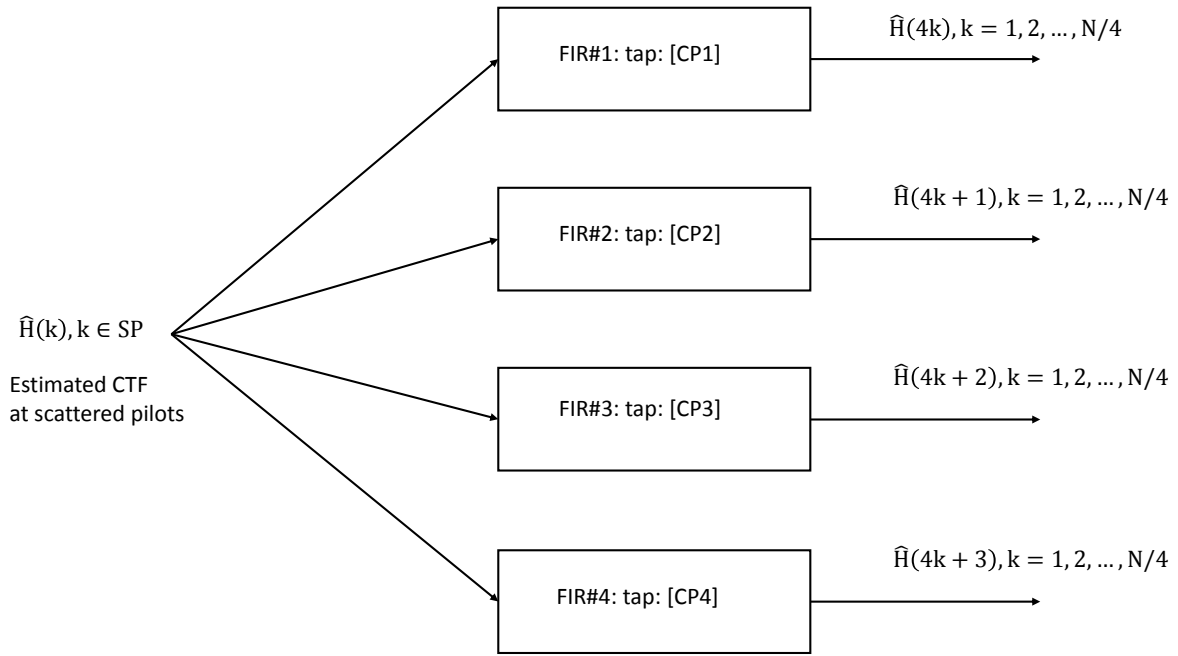 FIR#1: tap: [CP1]
Ĥ(4k), k = 1, 2, … , N/4
FIR#2: tap: [CP2]
Ĥ(4k + 1), k = 1, 2, … , N/4
Ĥ(k), k ∈ SP
Estimated CTF
at scattered pilots
FIR#3: tap: [CP3]
Ĥ(4k + 2), k = 1, 2, … , N/4
FIR#4: tap: [CP4]
Ĥ(4k + 3), k = 1, 2, … , N/4